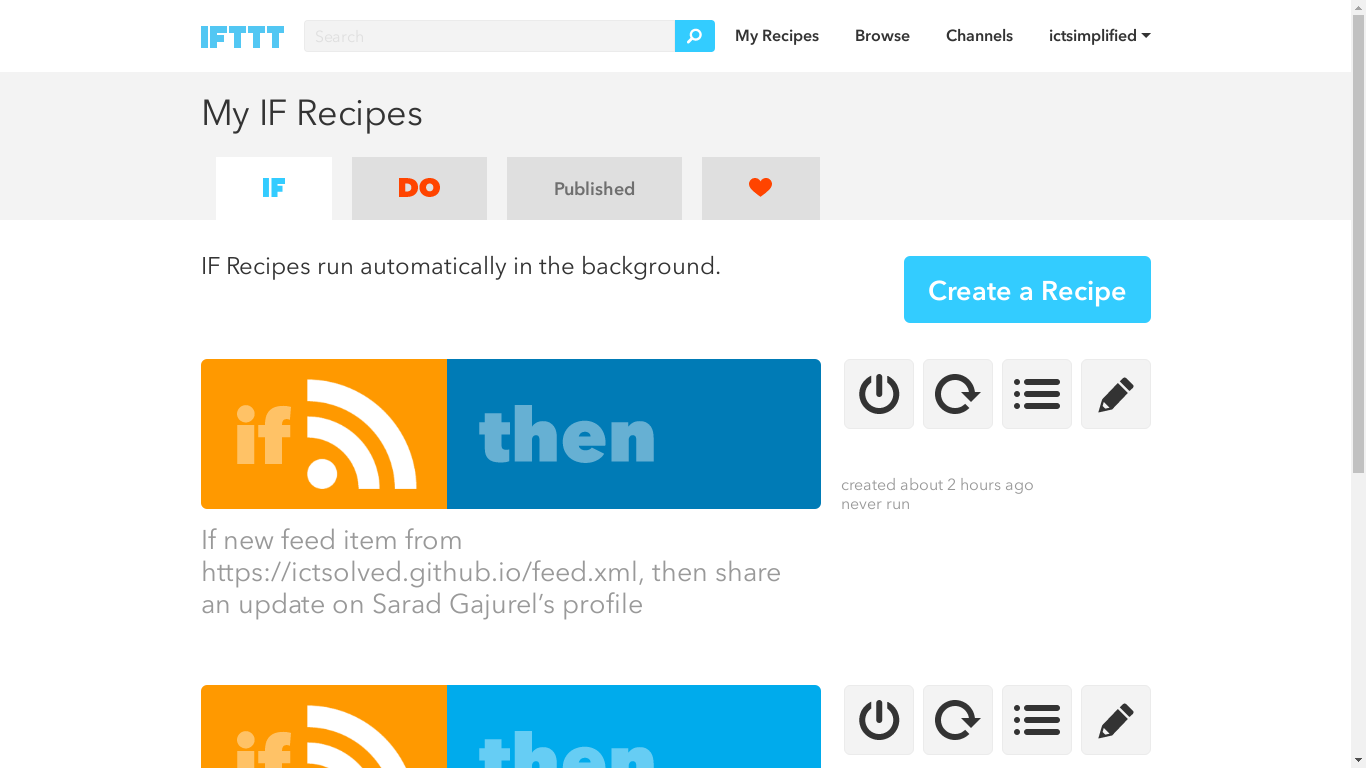 IFTTT
Search
My Recipes
Browse
Channels
ictsimplified
My IF Recipes
IF
DO
Published
IF Recipes run automatically in the background.
Create a Recipe
if
then
created about 2 hours ago
never run
If new feed item from
https://ictsolved.github.io/feed.xml, then share
an update on Sarad Gajurel’s profile
if
then